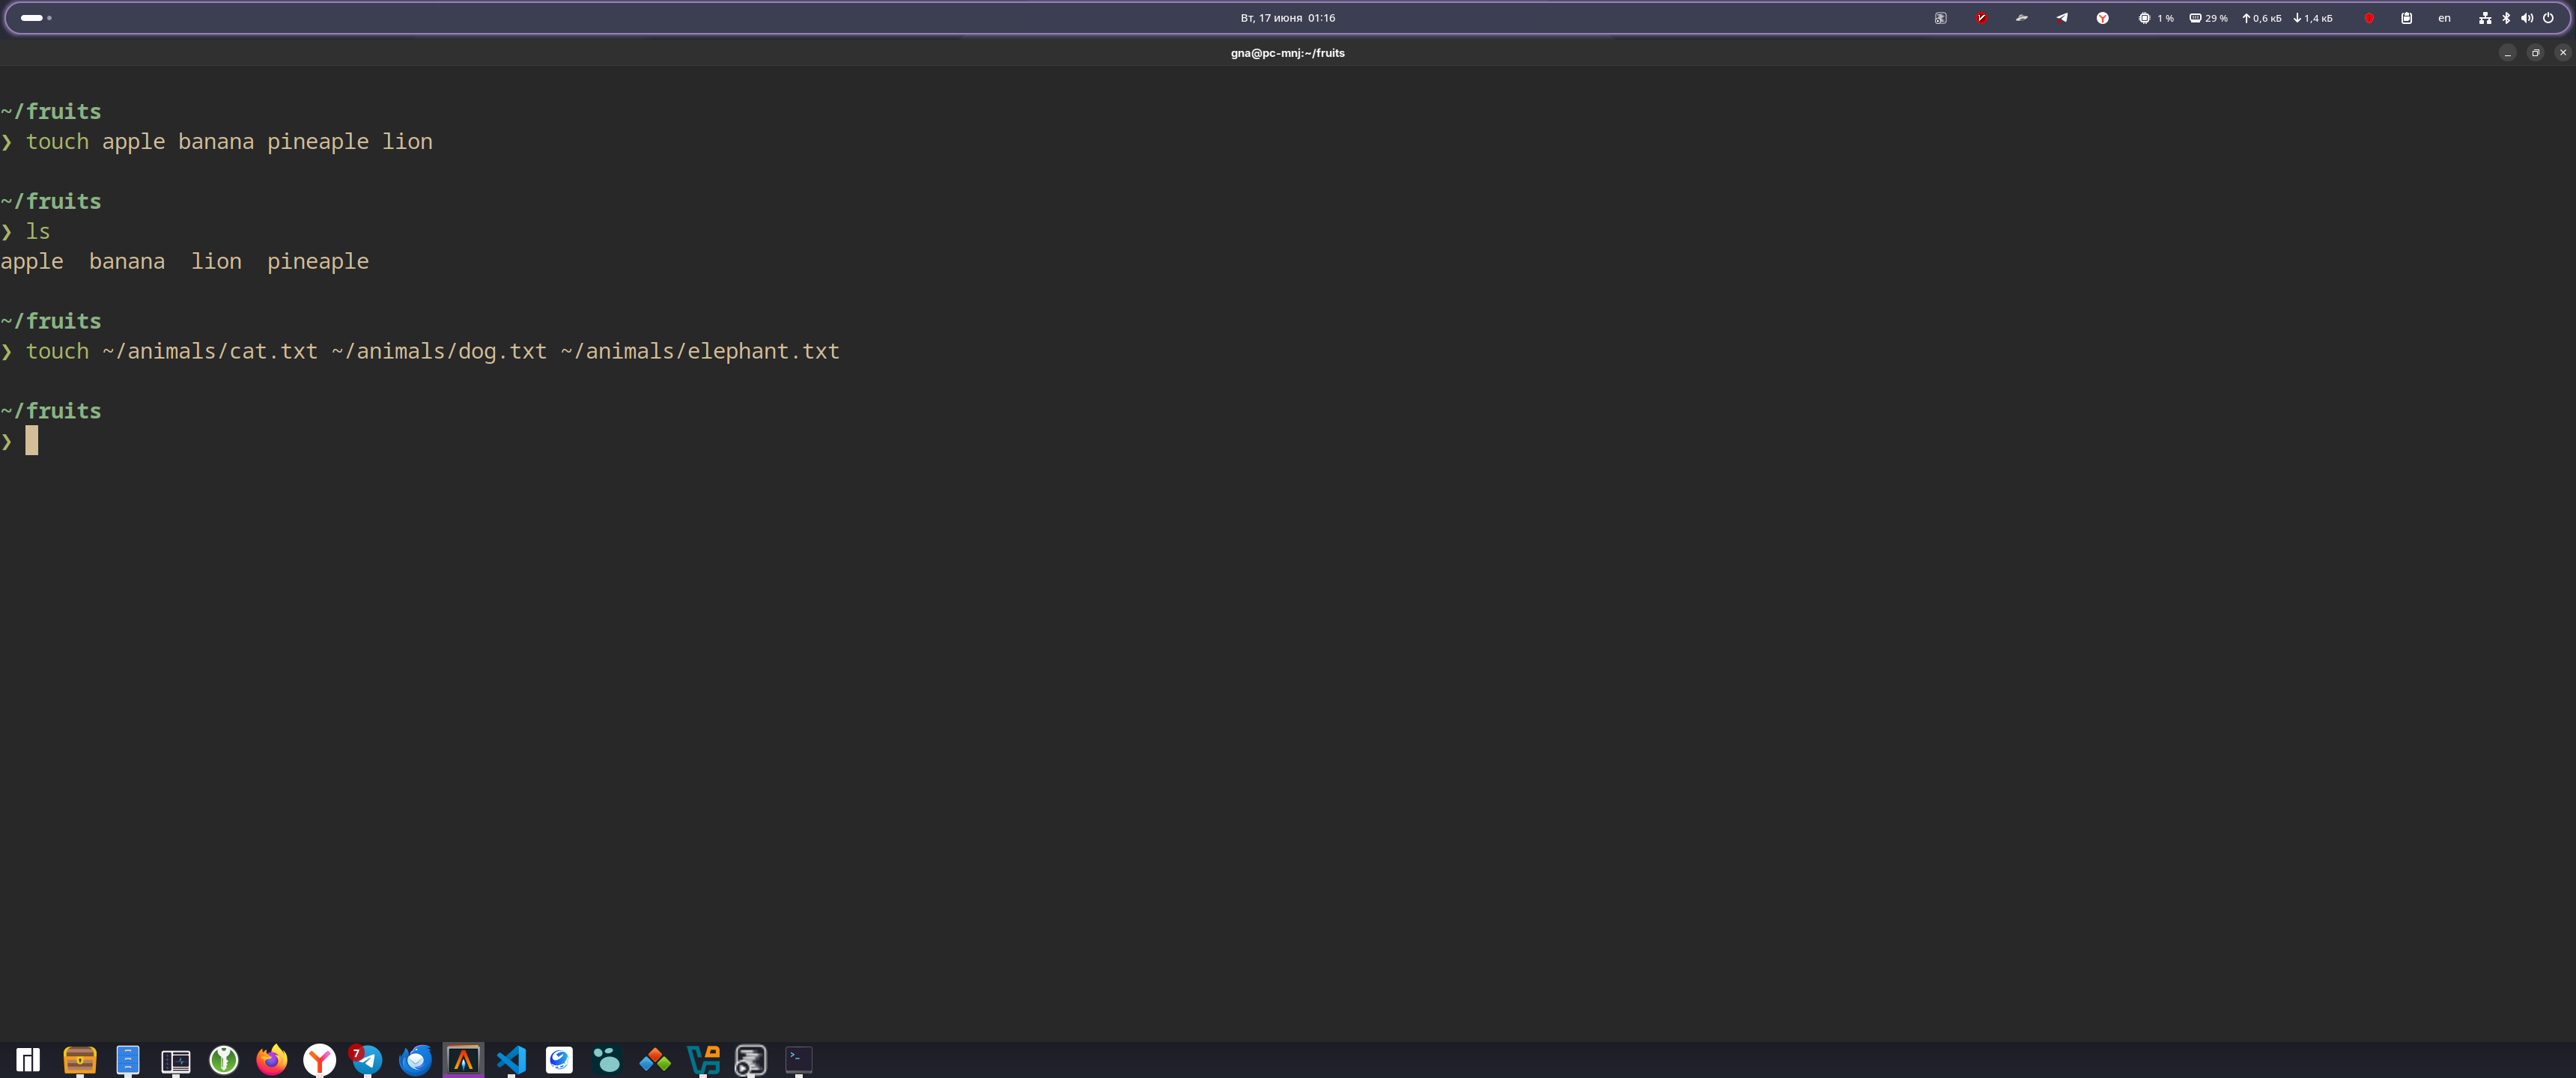 Вт, 17 июня 01:16
1 % 29 % 0,6 кБ 1,4 кБ en
gna@pc-mnj:~/fruits
~/fruits
❯ touch apple banana pineaple lion
~/fruits
❯ ls
apple banana lion pineaple
~/fruits
❯ touch ~/animals/cat.txt ~/animals/dog.txt ~/animals/elephant.txt
~/fruits
❯
7